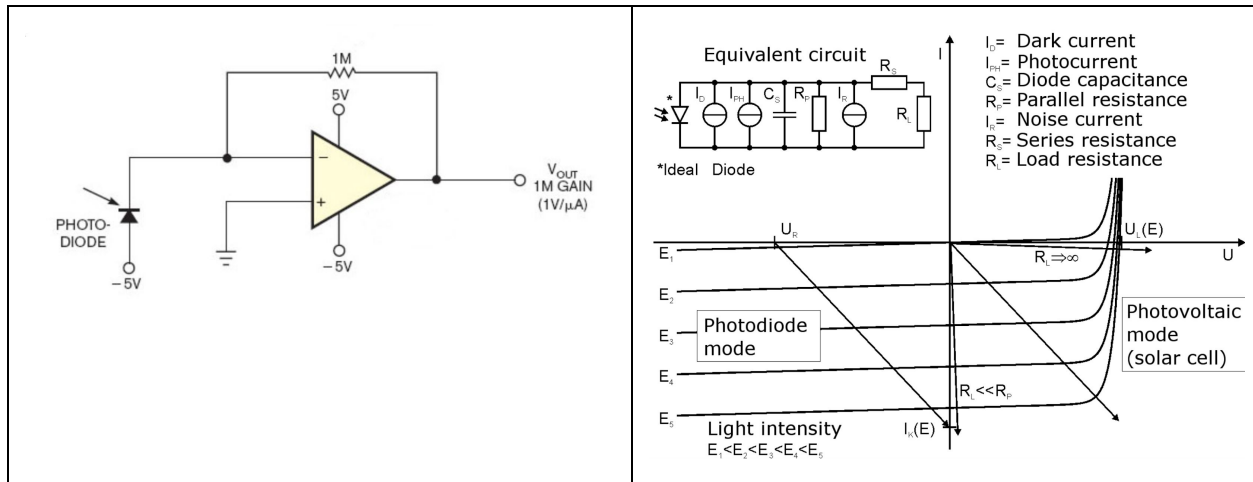 1M
5V
−
+
V_OUT
1M GAIN
(1V/µA)
PHOTO-
DIODE
−5V
−5V
Equivalent circuit
*
I_D
I_PH
C_S
R_P
I_R
R_S
R_L
*Ideal Diode
I
I_D= Dark current
I_PH= Photocurrent
C_S= Diode capacitance
R_P= Parallel resistance
I_R= Noise current
R_S= Series resistance
R_L= Load resistance
U_R
U_L(E)
U
R_L⇒∞
E_1
E_2
E_3
E_4
E_5
Photodiode
mode
Photovoltaic
mode
(solar cell)
R_L<<R_P
I_K(E)
Light intensity
E_1<E_2<E_3<E_4<E_5